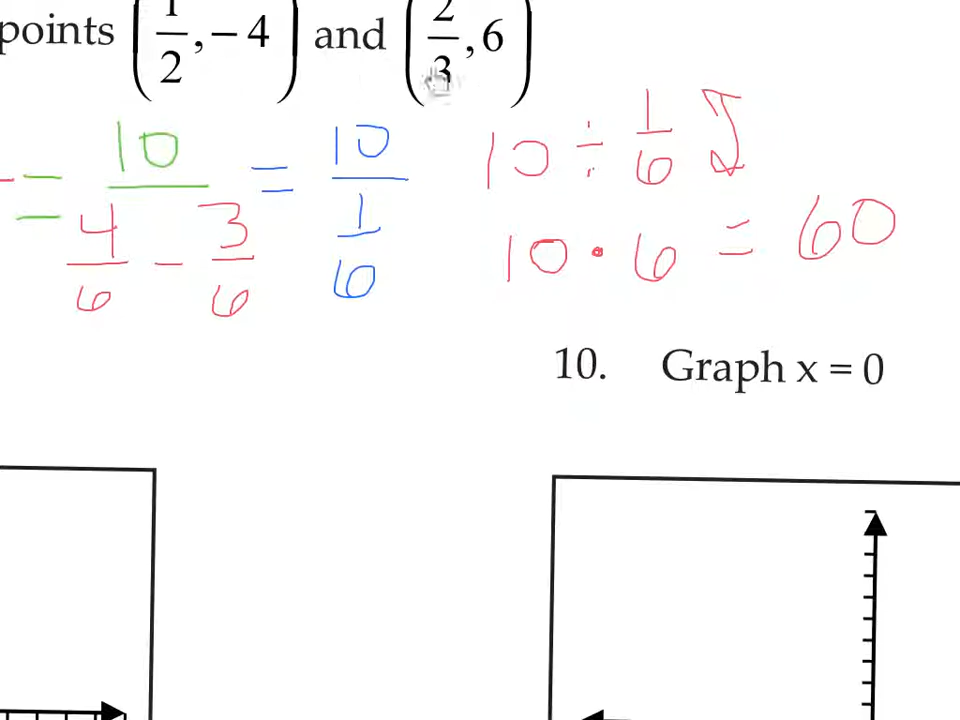 points (1/2, -4) and (2/3, 6)
= 10/(4/6 - 3/6) = 10/(1/6)
10 ÷ 1/6
10 · 6 = 60
10. Graph x = 0